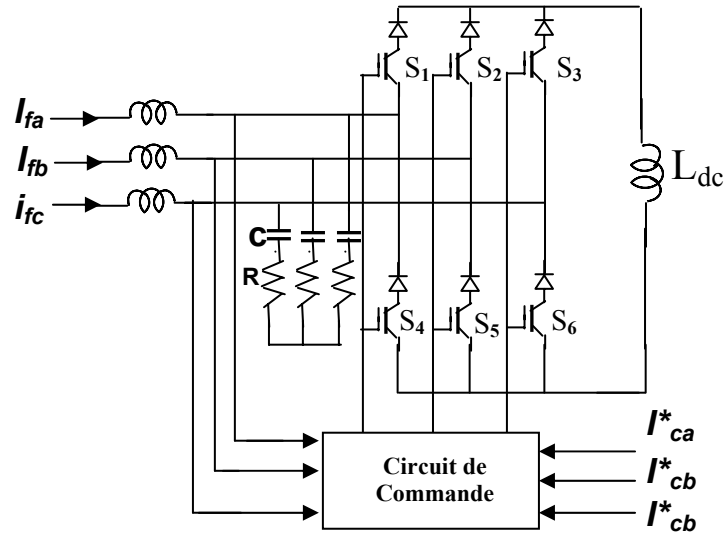 S1 S2 S3
Ifa
Ifb
ifc
Ldc
C
R
S4 S5 S6
Circuit de
Commande
I*ca
I*cb
I*cb